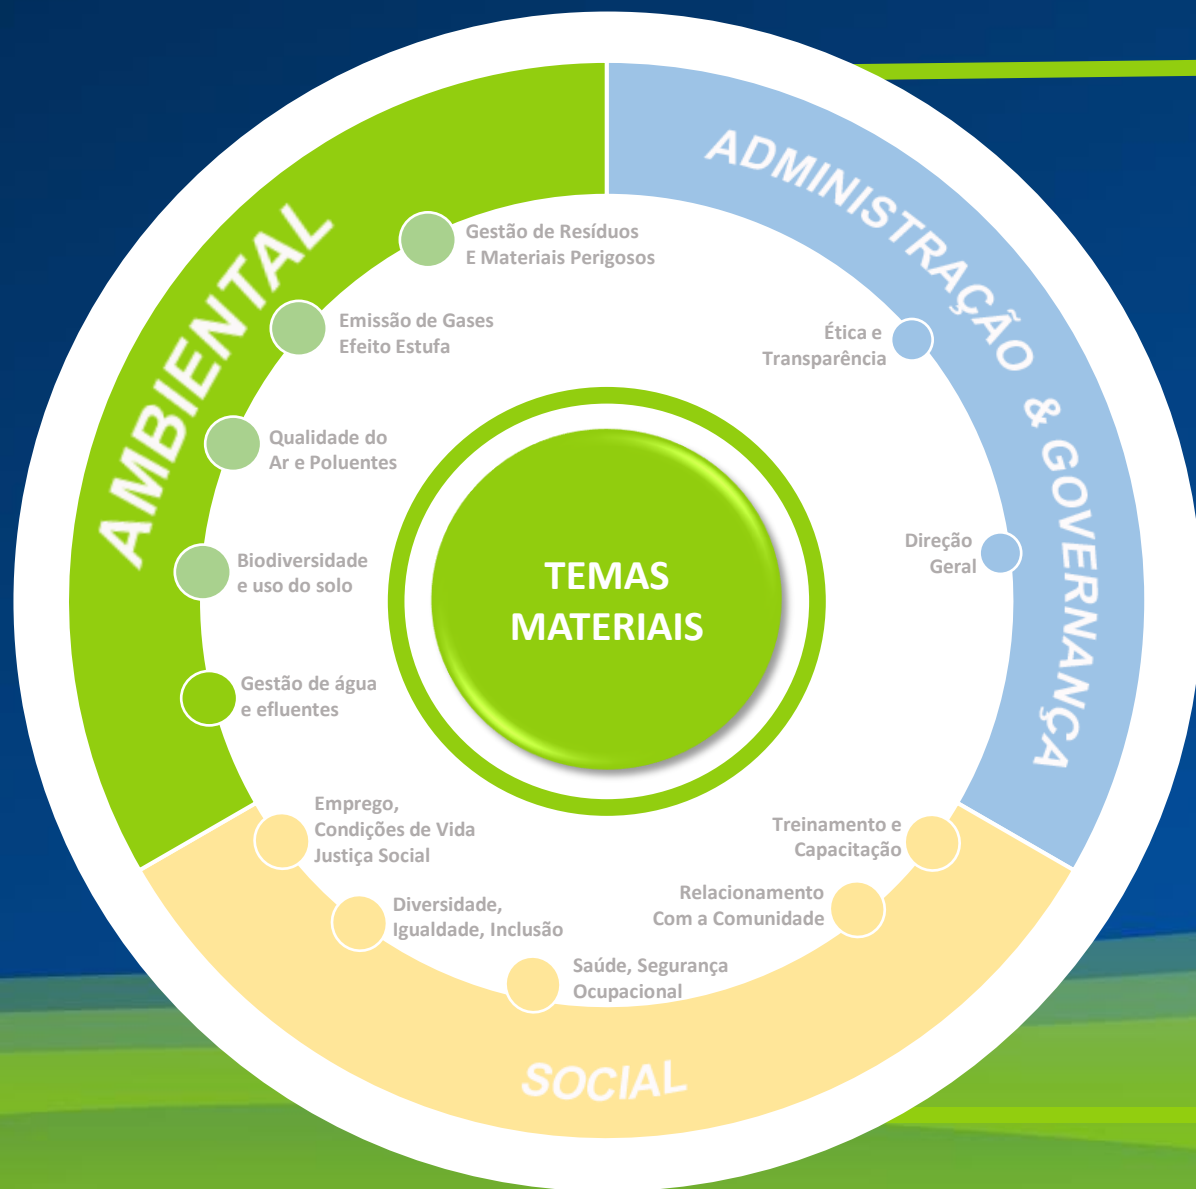 AMBIENTAL
ADMINISTRAÇÃO & GOVERNANÇA
Gestão de Resíduos
E Materiais Perigosos
Emissão de Gases
Efeito Estufa
Ética e
Transparência
Qualidade do
Ar e Poluentes
Biodiversidade
e uso do solo
Direção
Geral
TEMAS
MATERIAIS
Gestão de água
e efluentes
Emprego,
Condições de Vida
Justiça Social
Treinamento e
Capacitação
Diversidade,
Igualdade, Inclusão
Relacionamento
Com a Comunidade
Saúde, Segurança
Ocupacional
SOCIAL